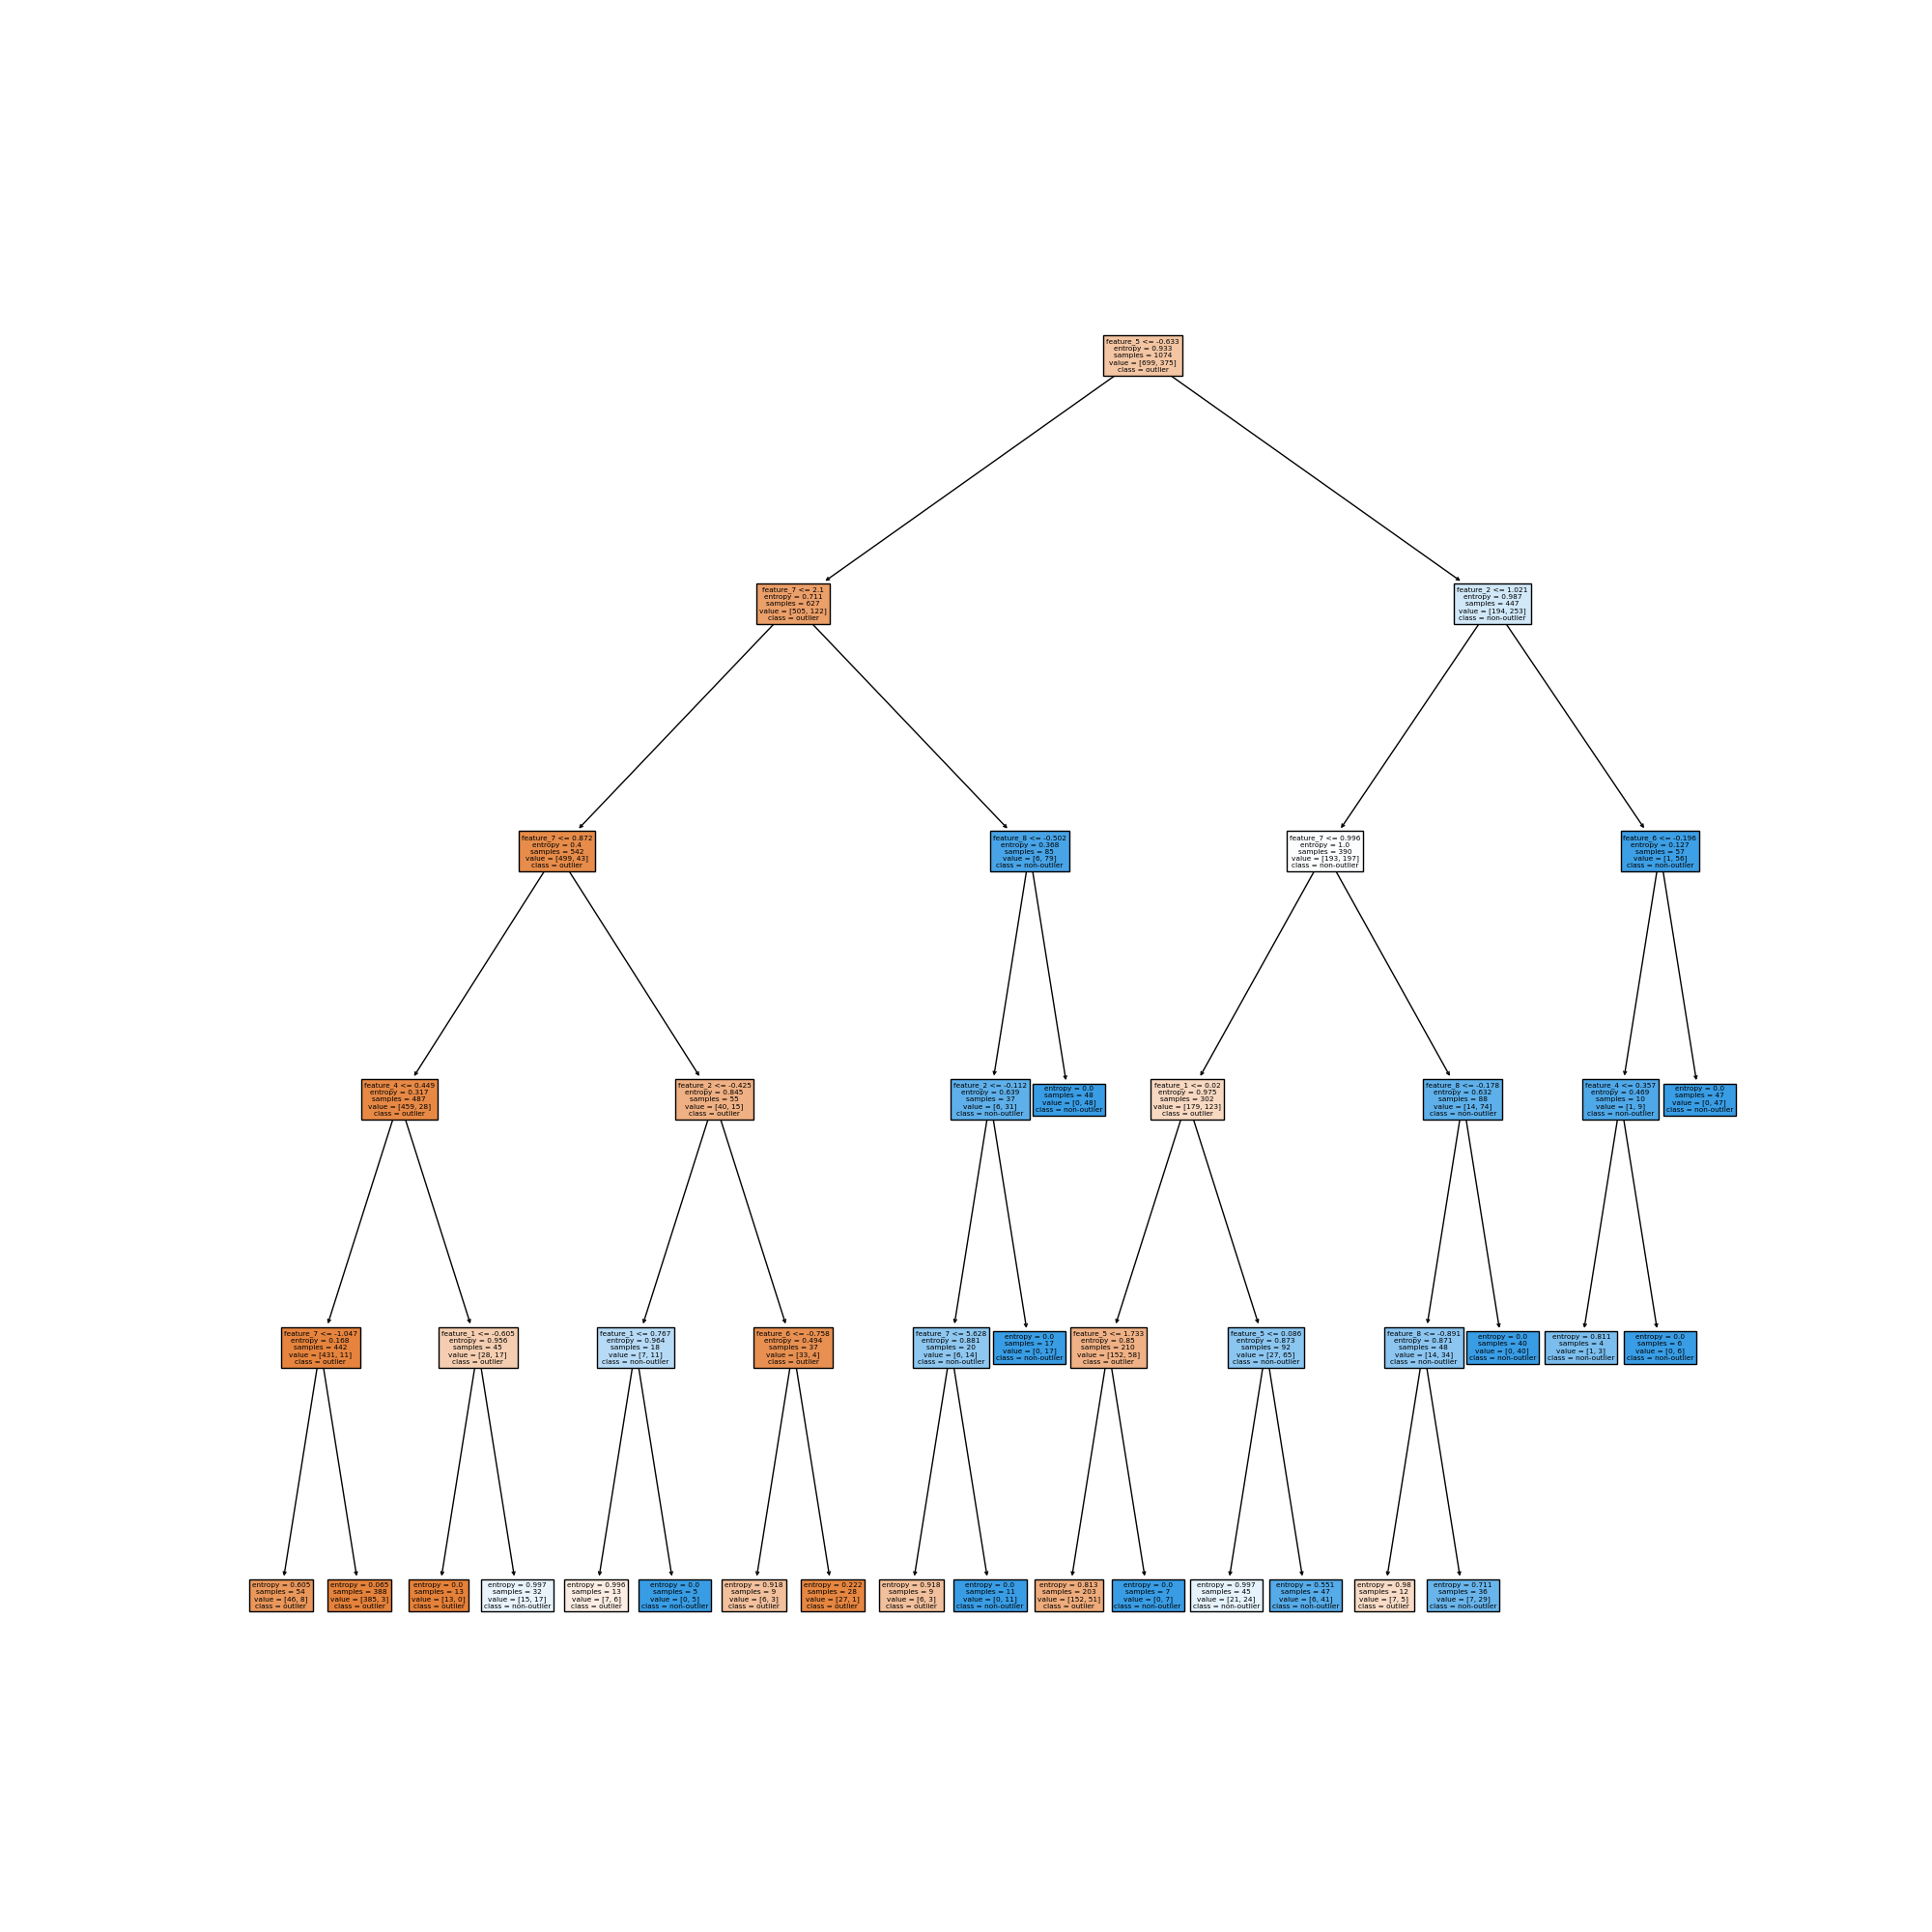 feature_5 <= -0.633
entropy = 0.933
samples = 1074
value = [699, 375]
class = outlier
feature_7 <= 2.1
entropy = 0.711
samples = 627
value = [505, 122]
class = outlier
feature_2 <= 1.021
entropy = 0.987
samples = 447
value = [194, 253]
class = non-outlier
feature_7 <= 0.872
entropy = 0.4
samples = 542
value = [499, 43]
class = outlier
feature_8 <= -0.502
entropy = 0.368
samples = 85
value = [6, 79]
class = non-outlier
feature_7 <= 0.996
entropy = 1.0
samples = 390
value = [193, 197]
class = non-outlier
feature_6 <= -0.196
entropy = 0.127
samples = 57
value = [1, 56]
class = non-outlier
feature_4 <= 0.449
entropy = 0.317
samples = 487
value = [459, 28]
class = outlier
feature_2 <= -0.425
entropy = 0.845
samples = 55
value = [40, 15]
class = outlier
feature_2 <= -0.112
entropy = 0.639
samples = 37
value = [6, 31]
class = non-outlier
entropy = 0.0
samples = 48
value = [0, 48]
class = non-outlier
feature_1 <= 0.02
entropy = 0.975
samples = 302
value = [179, 123]
class = outlier
feature_8 <= -0.178
entropy = 0.632
samples = 88
value = [14, 74]
class = non-outlier
feature_4 <= 0.357
entropy = 0.469
samples = 10
value = [1, 9]
class = non-outlier
entropy = 0.0
samples = 47
value = [0, 47]
class = non-outlier
feature_7 <= -1.047
entropy = 0.168
samples = 442
value = [431, 11]
class = outlier
feature_1 <= -0.605
entropy = 0.956
samples = 45
value = [28, 17]
class = outlier
feature_1 <= 0.767
entropy = 0.964
samples = 18
value = [7, 11]
class = non-outlier
feature_6 <= -0.758
entropy = 0.494
samples = 37
value = [33, 4]
class = outlier
feature_7 <= 5.628
entropy = 0.881
samples = 20
value = [6, 14]
class = non-outlier
entropy = 0.0
samples = 17
value = [0, 17]
class = non-outlier
feature_5 <= 1.733
entropy = 0.85
samples = 210
value = [152, 58]
class = outlier
feature_5 <= 0.086
entropy = 0.873
samples = 92
value = [27, 65]
class = non-outlier
feature_8 <= -0.891
entropy = 0.871
samples = 48
value = [14, 34]
class = non-outlier
entropy = 0.0
samples = 40
value = [0, 40]
class = non-outlier
entropy = 0.811
samples = 4
value = [1, 3]
class = non-outlier
entropy = 0.0
samples = 6
value = [0, 6]
class = non-outlier
entropy = 0.605
samples = 54
value = [46, 8]
class = outlier
entropy = 0.065
samples = 388
value = [385, 3]
class = outlier
entropy = 0.0
samples = 13
value = [13, 0]
class = outlier
entropy = 0.997
samples = 32
value = [15, 17]
class = non-outlier
entropy = 0.996
samples = 13
value = [7, 6]
class = outlier
entropy = 0.0
samples = 5
value = [0, 5]
class = non-outlier
entropy = 0.918
samples = 9
value = [6, 3]
class = outlier
entropy = 0.222
samples = 28
value = [27, 1]
class = outlier
entropy = 0.918
samples = 9
value = [6, 3]
class = outlier
entropy = 0.0
samples = 11
value = [0, 11]
class = non-outlier
entropy = 0.813
samples = 203
value = [152, 51]
class = outlier
entropy = 0.0
samples = 7
value = [0, 7]
class = non-outlier
entropy = 0.997
samples = 45
value = [21, 24]
class = non-outlier
entropy = 0.551
samples = 47
value = [6, 41]
class = non-outlier
entropy = 0.98
samples = 12
value = [7, 5]
class = outlier
entropy = 0.711
samples = 36
value = [7, 29]
class = non-outlier